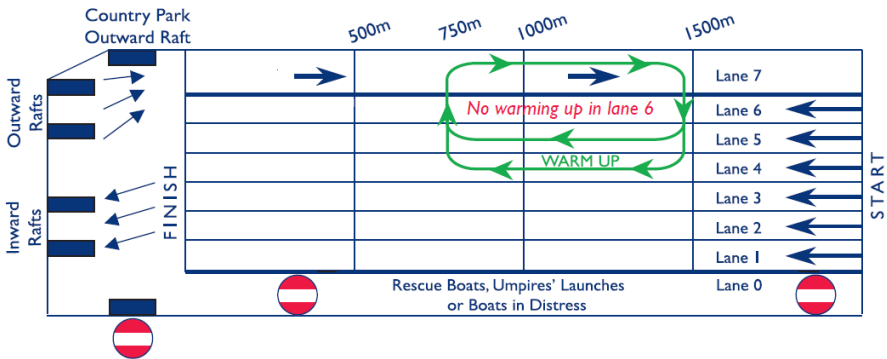 Country Park
Outward Raft
500m
750m
1000m
1500m
Outward
Rafts
Inward
Rafts
FINISH
START
Lane 7
No warming up in lane 6
Lane 6
Lane 5
WARM UP
Lane 4
Lane 3
Lane 2
Lane 1
Rescue Boats, Umpires' Launches
or Boats in Distress
Lane 0